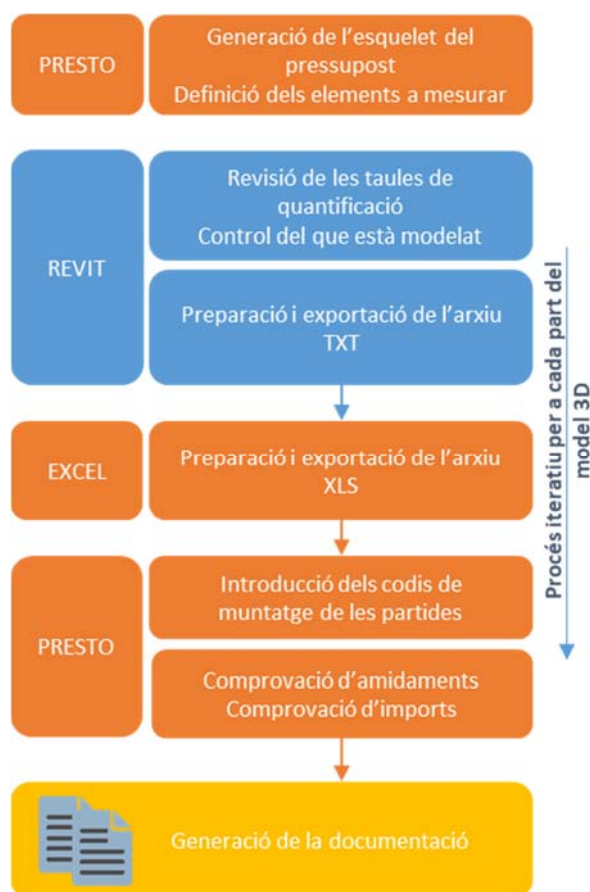 PRESTO
Generació de l’esquelet del
pressupost
Definició dels elements a mesurar
REVIT
Revisió de les taules de
quantificació
Control del que està modelat
Preparació i exportació de l’arxiu
TXT
EXCEL
Preparació i exportació de l’arxiu
XLS
PRESTO
Introducció dels codis de
muntatge de les partides
Comprovació d’amidaments
Comprovació d’imports
Procés iteratiu per a cada part del
model 3D
Generació de la documentació